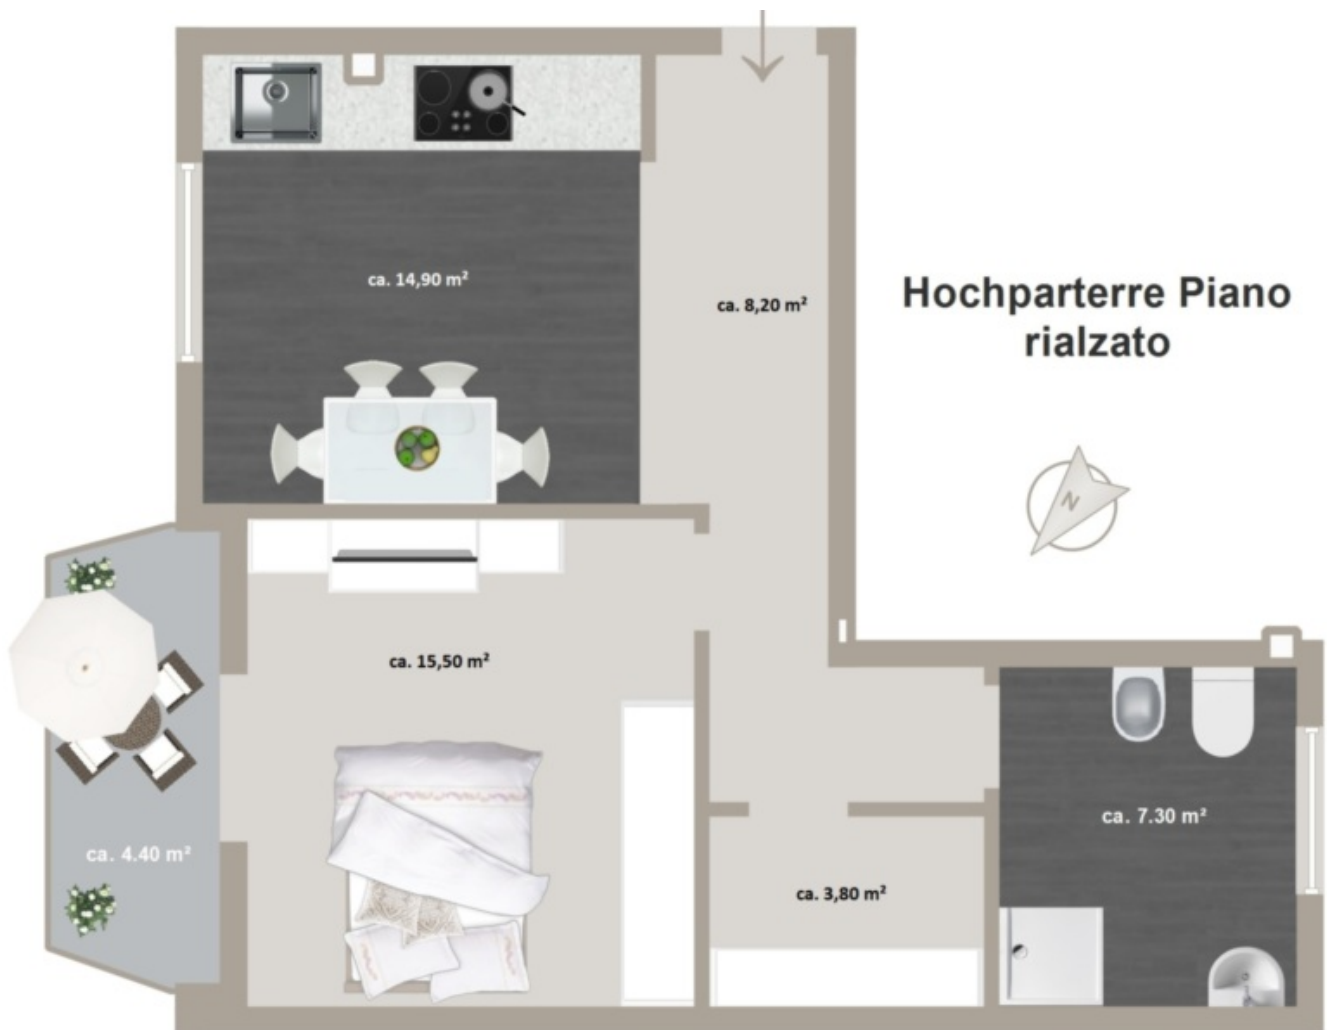 ca. 14,90 m²
ca. 8,20 m²
Hochparterre Piano
rialzato
N
ca. 15,50 m²
ca. 7.30 m²
ca. 4.40 m²
ca. 3,80 m²